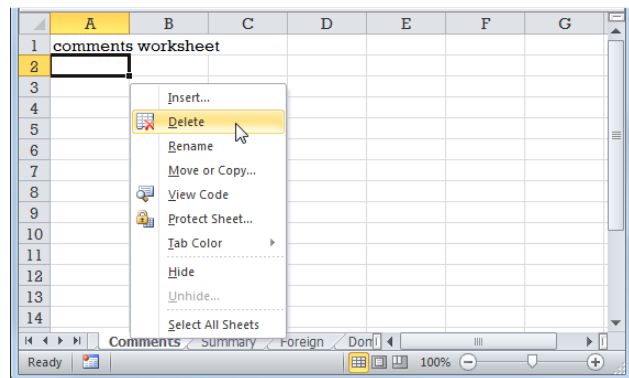 A B C D E F G
1 comments worksheet
2
3
4
5
6
7
8
9
10
11
12
13
14
Insert...
Delete
Rename
Move or Copy...
View Code
Protect Sheet...
Tab Color
Hide
Unhide...
Select All Sheets
Comments Summary Foreign Dom
Ready 100%